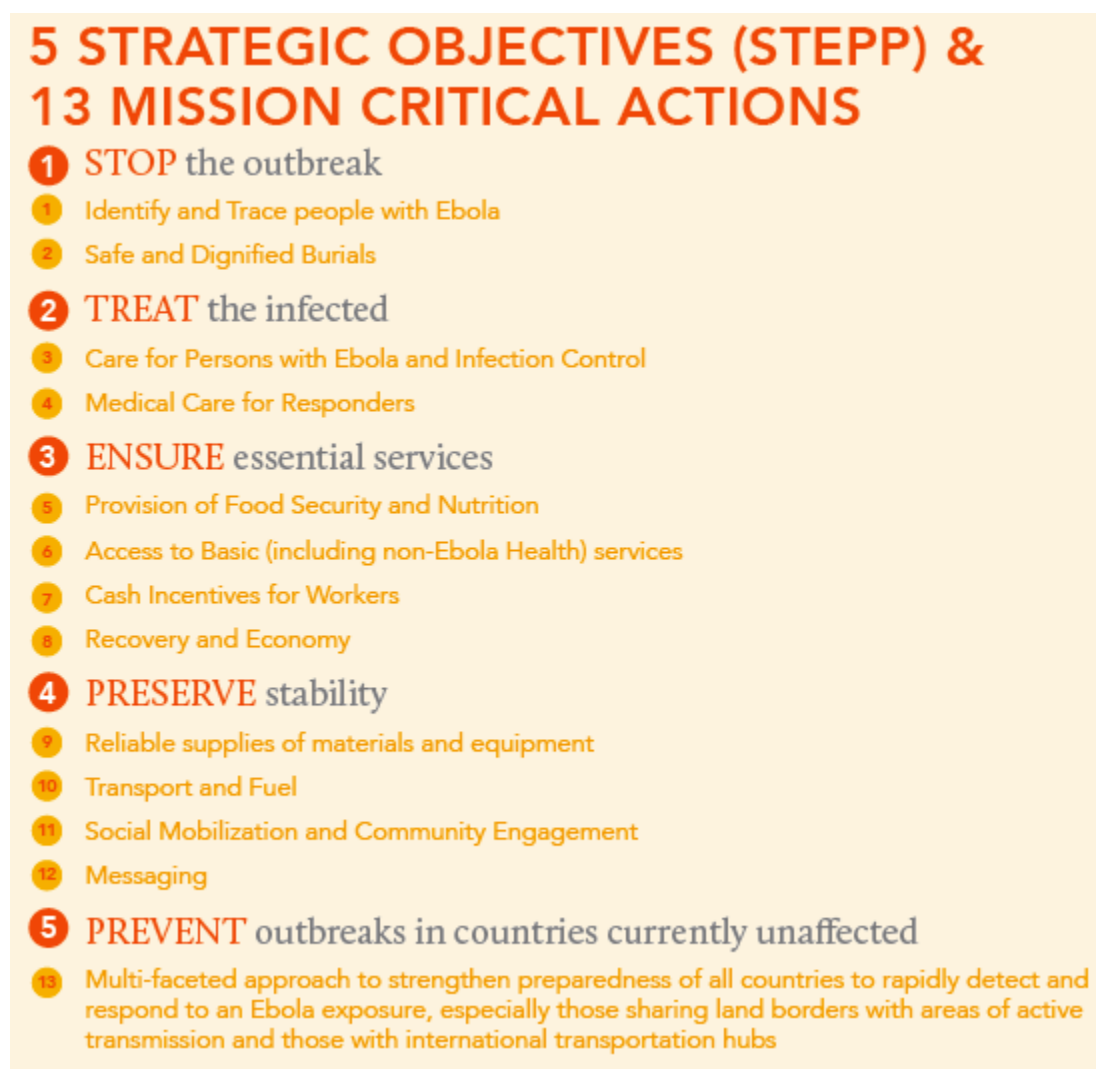 5 STRATEGIC OBJECTIVES (STEPP) &
13 MISSION CRITICAL ACTIONS
1 STOP the outbreak
1 Identify and Trace people with Ebola
2 Safe and Dignified Burials
2 TREAT the infected
3 Care for Persons with Ebola and Infection Control
4 Medical Care for Responders
3 ENSURE essential services
5 Provision of Food Security and Nutrition
6 Access to Basic (including non-Ebola Health) services
7 Cash Incentives for Workers
8 Recovery and Economy
4 PRESERVE stability
9 Reliable supplies of materials and equipment
10 Transport and Fuel
11 Social Mobilization and Community Engagement
12 Messaging
5 PREVENT outbreaks in countries currently unaffected
13 Multi-faceted approach to strengthen preparedness of all countries to rapidly detect and
respond to an Ebola exposure, especially those sharing land borders with areas of active
transmission and those with international transportation hubs